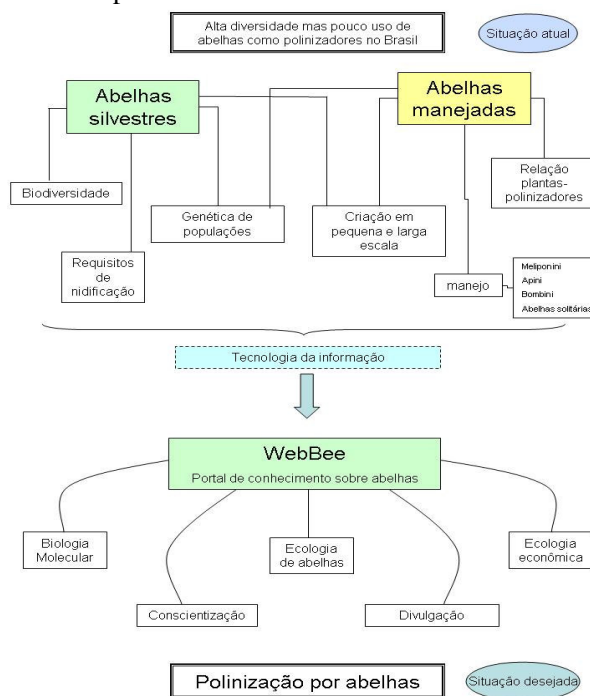 Alta diversidade mas pouco uso de
abelhas como polinizadores no Brasil
Situação atual
Abelhas
silvestres
Abelhas
manejadas
Biodiversidade
Requisitos
de
nidificação
Genética de
populações
Criação em
pequena e larga
escala
Relação
plantas-
polinizadores
manejo
Meliponini
Apini
Bombini
Abelhas solitárias
Tecnologia da informação
WebBee
Portal de conhecimento sobre abelhas
Biologia
Molecular
Conscientização
Ecologia
de abelhas
Divulgação
Ecologia
econômica
Polinização por abelhas
Situação desejada